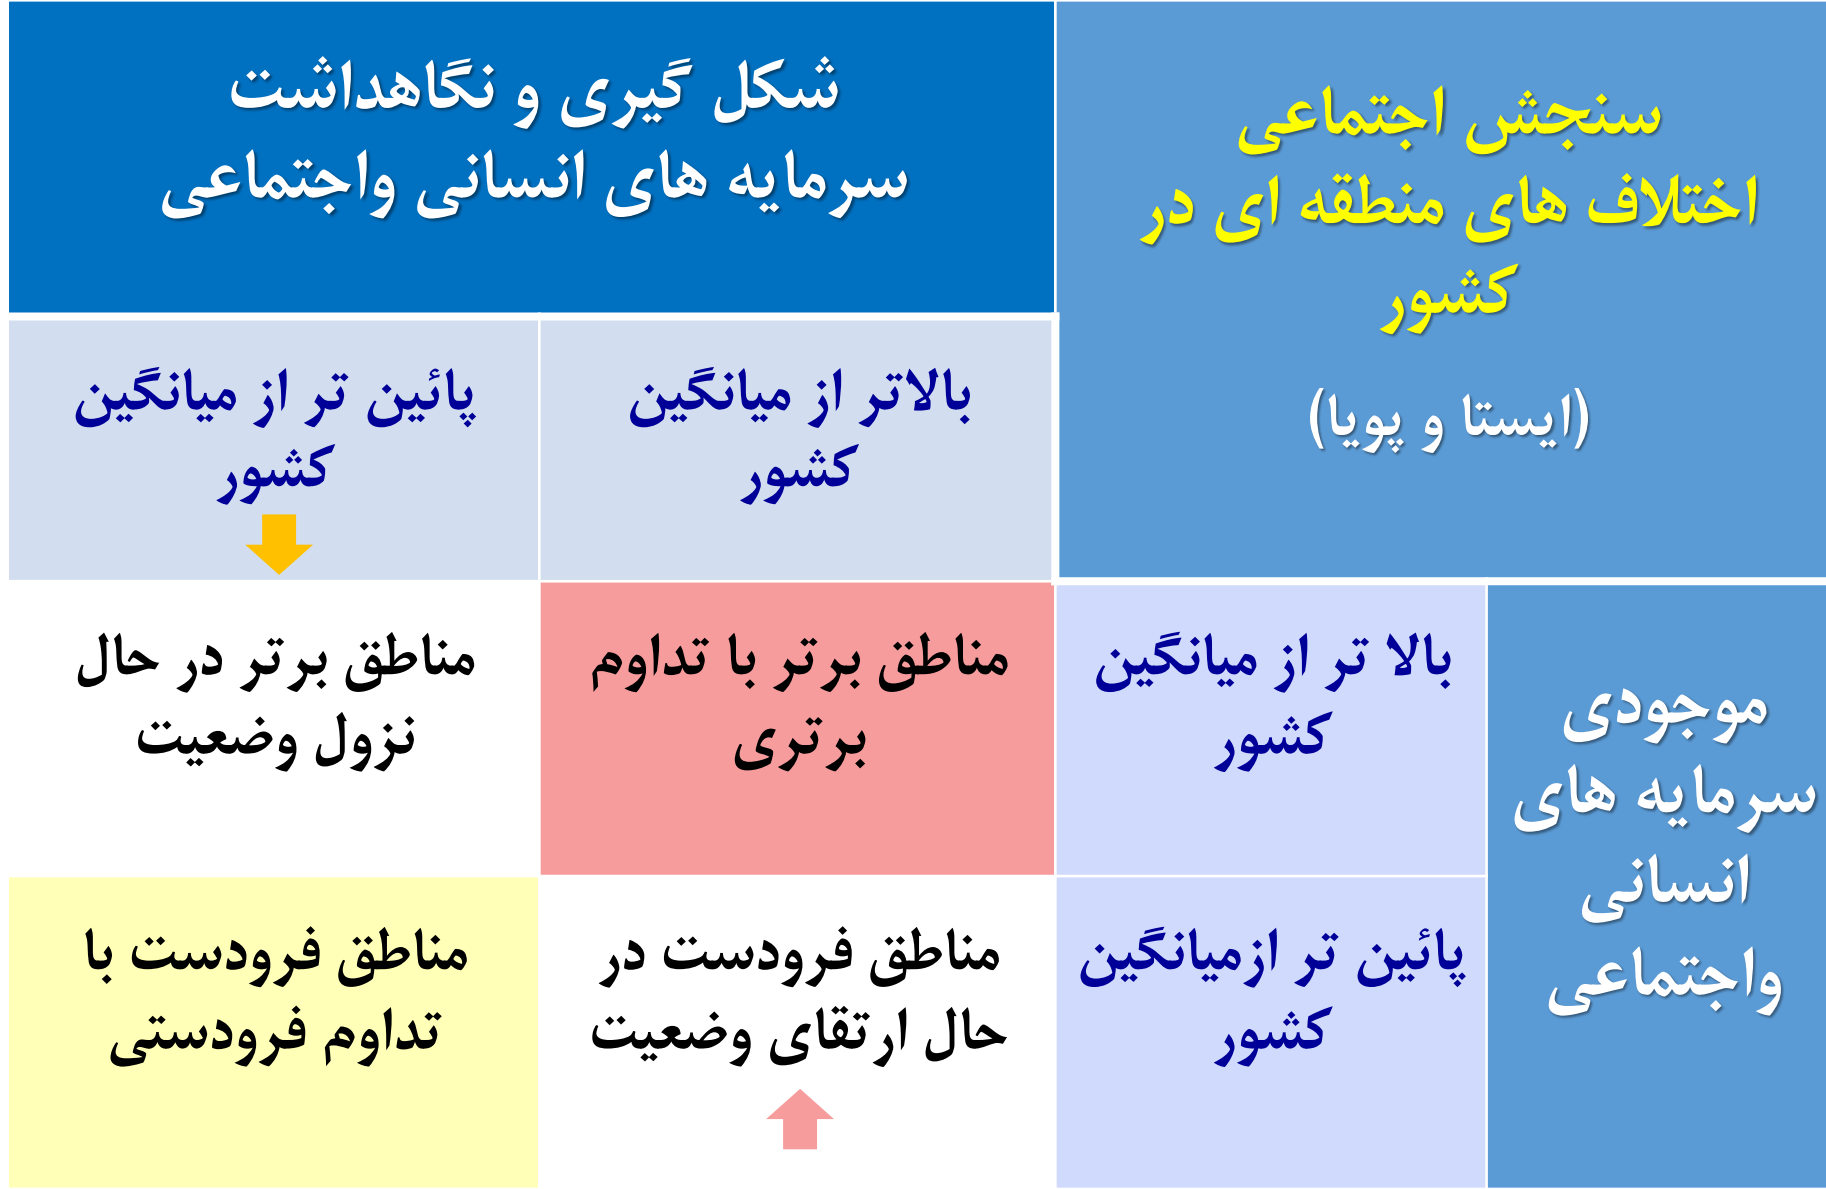 سنجش اجتماعی
اختلاف های منطقه ای در
کشور
(ایستا و پویا)
شکل گیری و نگاهداشت
سرمایه های انسانی واجتماعی
بالاتر از میانگین
کشور
پائین تر از میانگین
کشور
موجودی
سرمایه های
انسانی
واجتماعی
بالا تر از میانگین
کشور
مناطق برتر با تداوم
برتری
مناطق برتر در حال
نزول وضعیت
پائین تر ازمیانگین
کشور
مناطق فرودست در
حال ارتقای وضعیت
مناطق فرودست با
تداوم فرودستی